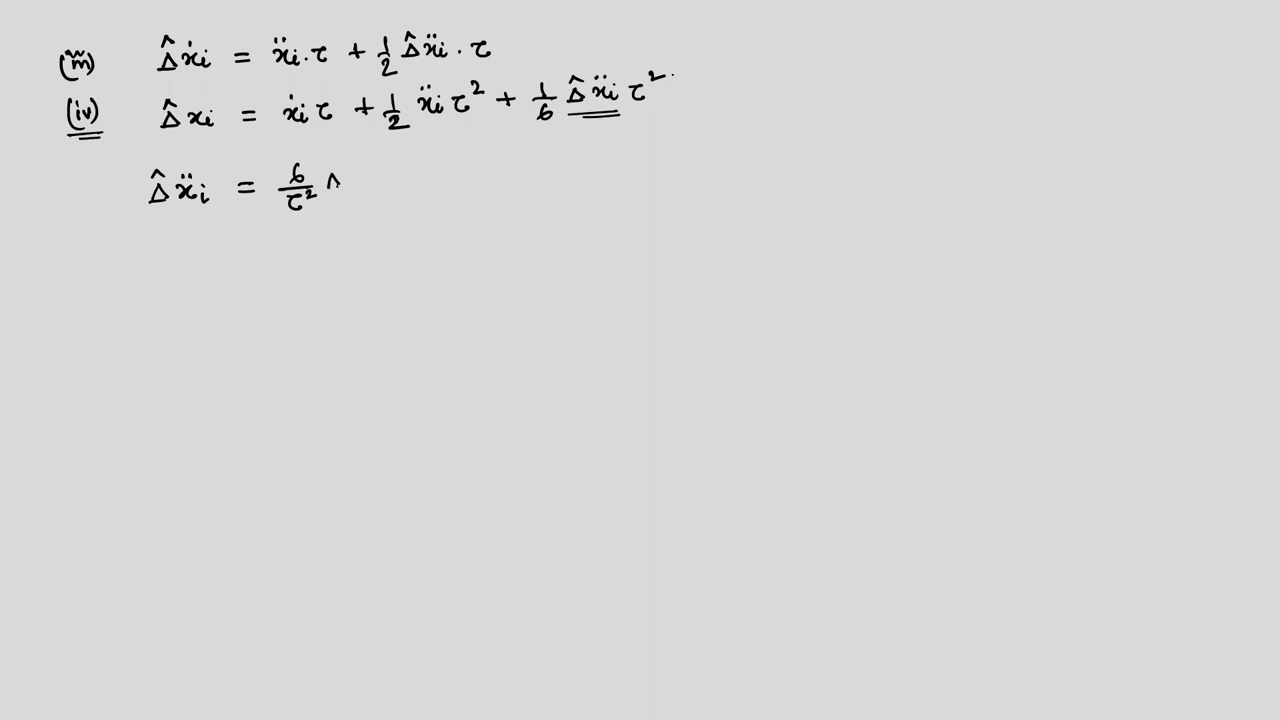 (iii) Δ̂ẋi = ẍi·τ + 1/2 Δ̂ẍi · τ
(iv) Δ̂xi = ẋi τ + 1/2 ẍi τ² + 1/6 Δ̂ẍi τ²
Δ̂ẍi = 6/τ² ^